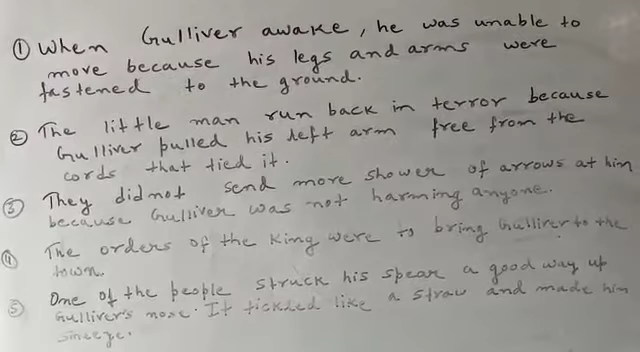 ① When Gulliver awake, he was unable to
move because his legs and arms were
fastened to the ground.
② The little man run back in terror because
Gulliver pulled his left arm free from the
cords that tied it.
③ They did not send more shower of arrows at him
because Gulliver was not harming anyone.
④ The orders of the King were to bring Gulliver to the
town.
⑤ One of the people struck his spear a good way up
Gulliver's nose. It tickled like a straw and made him
sneeze.